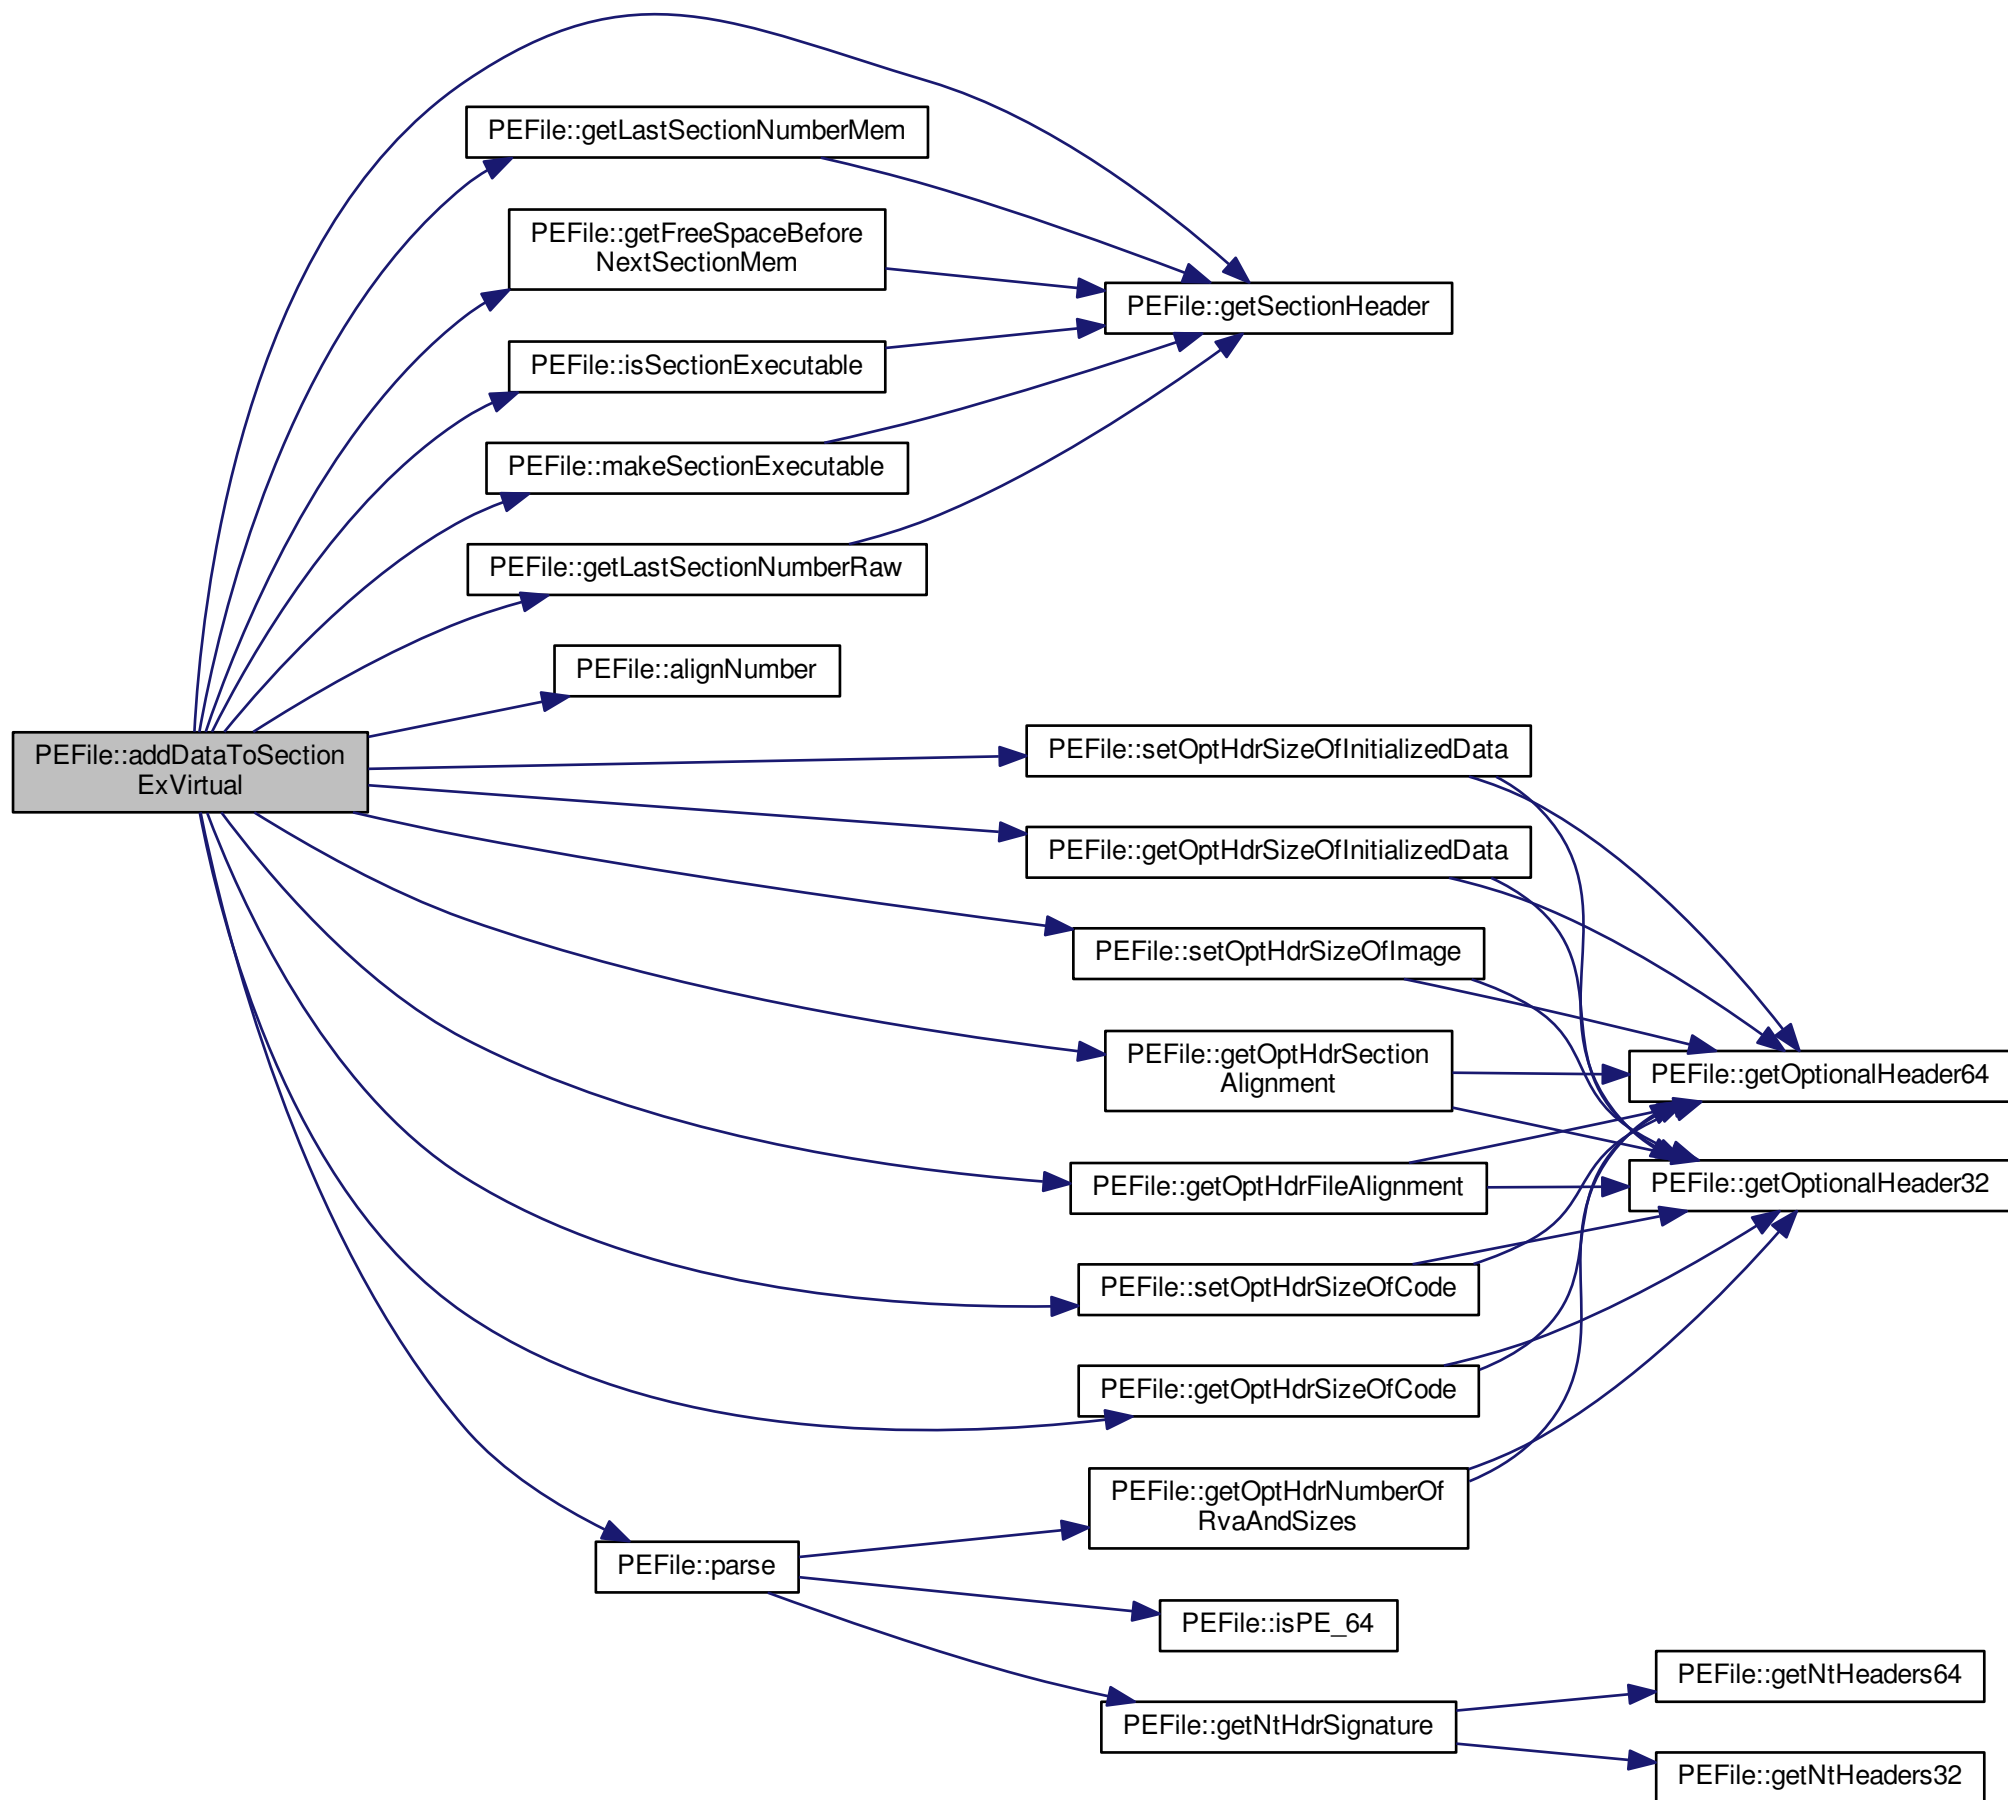 PEFile::getLastSectionNumberMem
PEFile::getFreeSpaceBefore
NextSectionMem
PEFile::getSectionHeader
PEFile::isSectionExecutable
PEFile::makeSectionExecutable
PEFile::getLastSectionNumberRaw
PEFile::alignNumber
PEFile::addDataToSection
ExVirtual
PEFile::setOptHdrSizeOfInitializedData
PEFile::getOptHdrSizeOfInitializedData
PEFile::setOptHdrSizeOfImage
PEFile::getOptHdrSection
Alignment
PEFile::getOptionalHeader64
PEFile::getOptHdrFileAlignment
PEFile::getOptionalHeader32
PEFile::setOptHdrSizeOfCode
PEFile::getOptHdrSizeOfCode
PEFile::getOptHdrNumberOf
RvaAndSizes
PEFile::parse
PEFile::isPE_64
PEFile::getNtHeaders64
PEFile::getNtHdrSignature
PEFile::getNtHeaders32